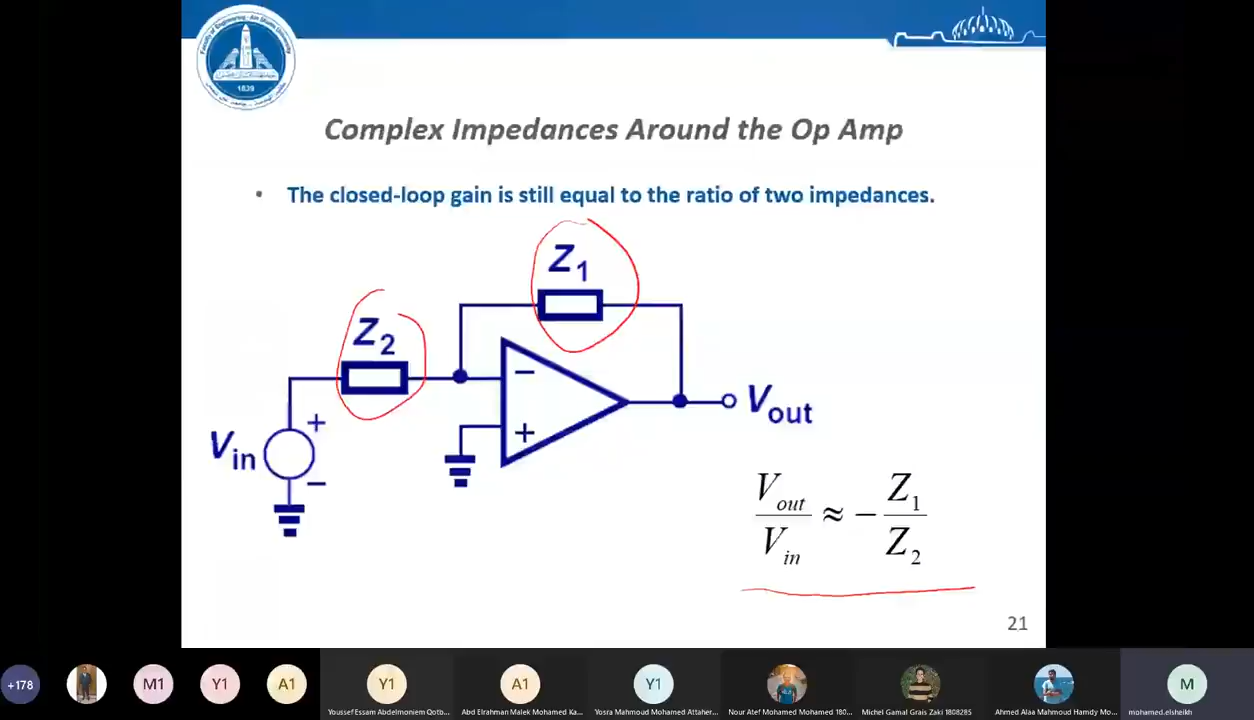 1839
Complex Impedances Around the Op Amp
• The closed-loop gain is still equal to the ratio of two impedances.
Z1
Z2
−
+
Vin
+
−
Vout
Vout / Vin ≈ − Z1 / Z2
21
+178
M1
Y1
A1
Y1
A1
Y1
M
Youssef Essam Abdelmoniem Qotb...
Abd Elrahman Malek Mohamed Ka...
Yosra Mahmoud Mohamed Attaher...
Nour Atef Mohamed Mohamed 180...
Michel Gamal Grais Zaki 1808285
Ahmed Alaa Mahmoud Hamdy Mo...
mohamed.elsheikh